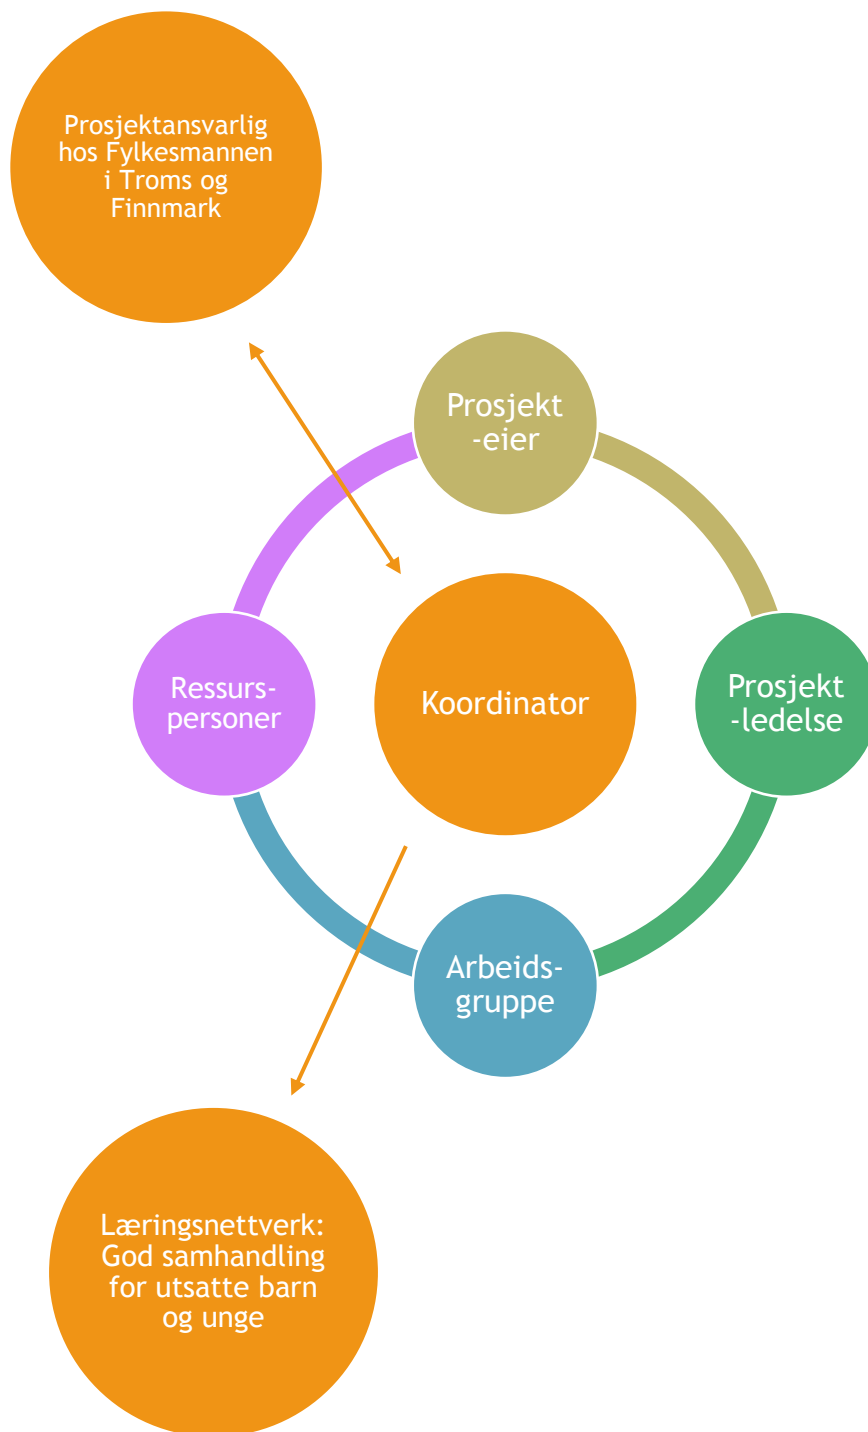 Prosjektansvarlig
hos Fylkesmannen
i Troms og
Finnmark
Prosjekt
-eier
Ressurs-
personer
Koordinator
Prosjekt
-ledelse
Arbeids-
gruppe
Læringsnettverk:
God samhandling
for utsatte barn
og unge